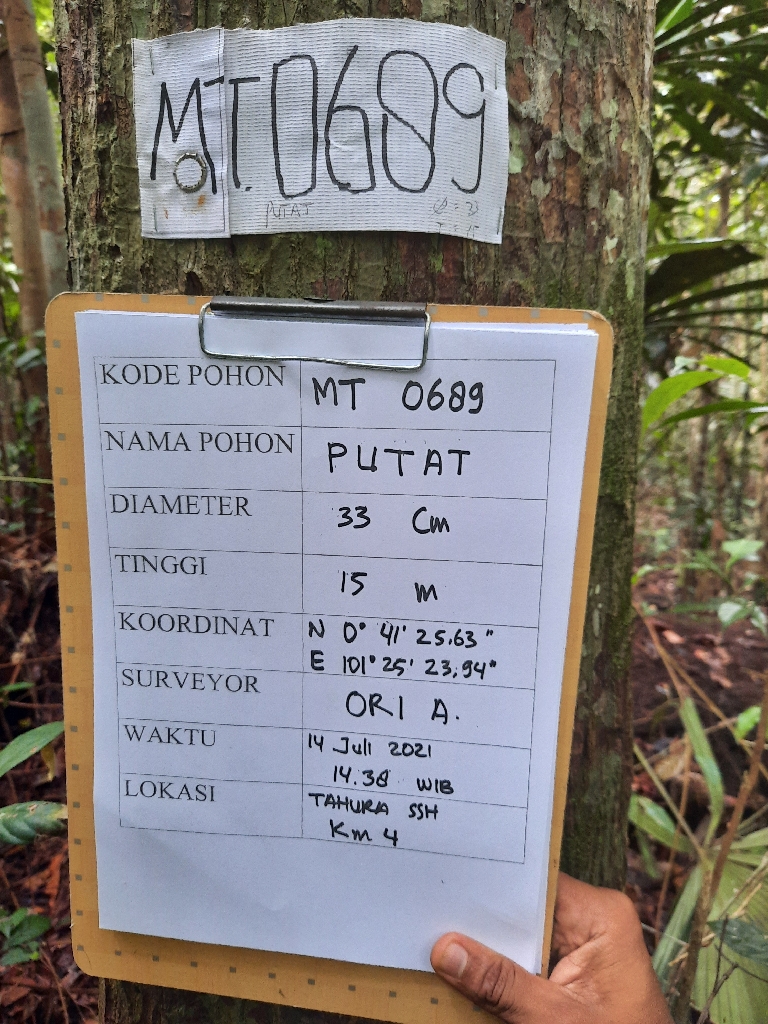 MT.0689
PUTAT Ø = 33
T = 15
KODE POHON MT 0689
NAMA POHON PUTAT
DIAMETER 33 Cm
TINGGI 15 m
KOORDINAT N 0° 41' 25.63"
E 101° 25' 23,94"
SURVEYOR ORI A.
WAKTU 14 Juli 2021
14.38 WIB
LOKASI TAHURA SSH
Km 4